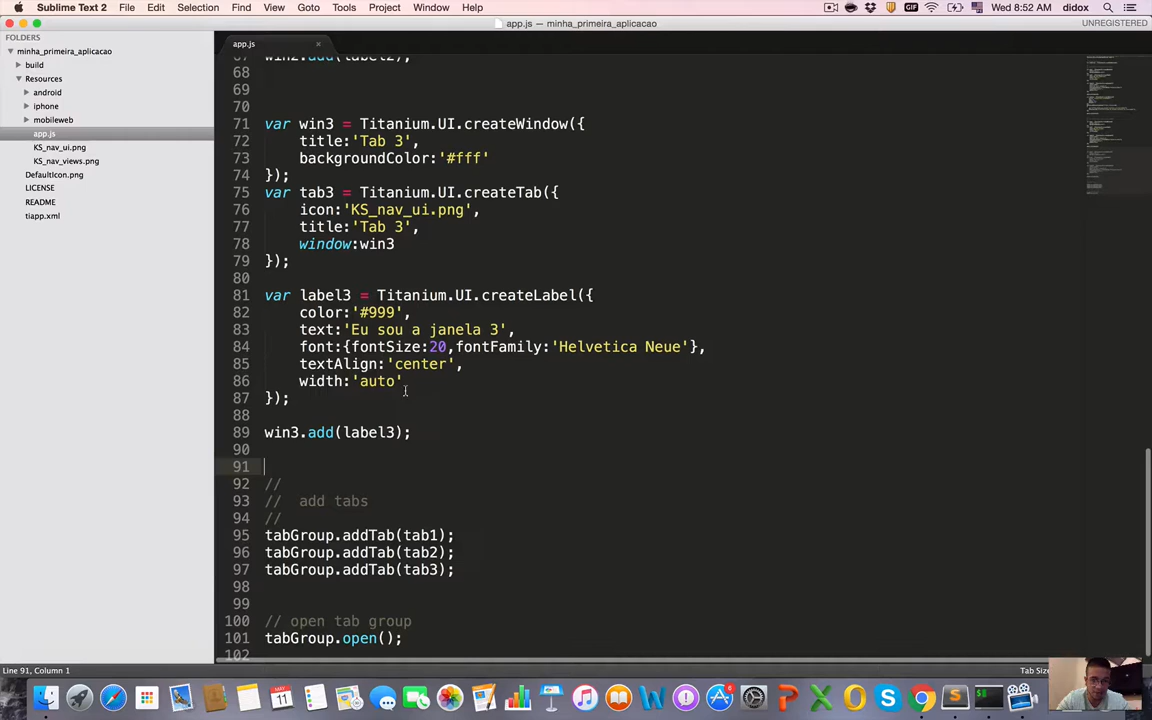 Sublime Text 2 File Edit Selection Find View Goto Tools Project Window Help
GIF Wed 8:52 AM didox
app.js — minha_primeira_aplicacao
UNREGISTERED
FOLDERS
minha_primeira_aplicacao
build
Resources
android
iphone
mobileweb
app.js
KS_nav_ui.png
KS_nav_views.png
DefaultIcon.png
LICENSE
README
tiapp.xml
app.js
67 win2.add(label2);
68
69
70
71 var win3 = Titanium.UI.createWindow({
72 title:'Tab 3',
73 backgroundColor:'#fff'
74 });
75 var tab3 = Titanium.UI.createTab({
76 icon:'KS_nav_ui.png',
77 title:'Tab 3',
78 window:win3
79 });
80
81 var label3 = Titanium.UI.createLabel({
82 color:'#999',
83 text:'Eu sou a janela 3',
84 font:{fontSize:20,fontFamily:'Helvetica Neue'},
85 textAlign:'center',
86 width:'auto'
87 });
88
89 win3.add(label3);
90
91
92 //
93 //  add tabs
94 //
95 tabGroup.addTab(tab1);
96 tabGroup.addTab(tab2);
97 tabGroup.addTab(tab3);
98
99
100 // open tab group
101 tabGroup.open();
102
Line 91, Column 1
Tab Size